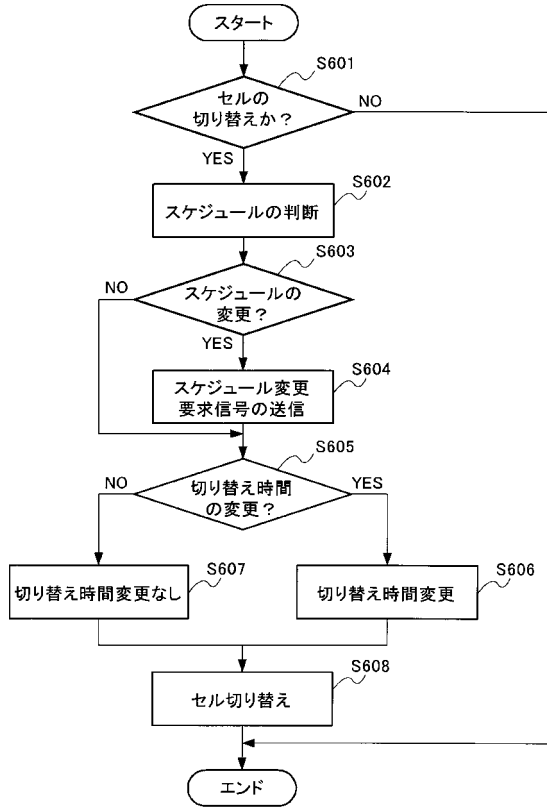 スタート
S601
セルの
切り替えか？
NO
YES
S602
スケジュールの判断
S603
NO
スケジュールの
変更？
YES
S604
スケジュール変更
要求信号の送信
S605
NO
切り替え時間
の変更？
YES
S607
切り替え時間変更なし
S606
切り替え時間変更
S608
セル切り替え
エンド